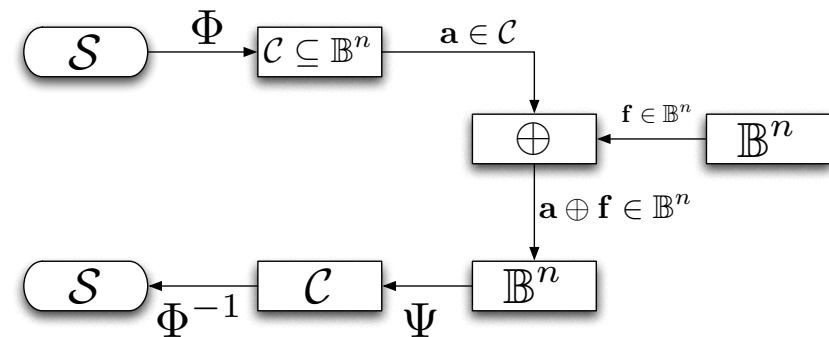 𝒮 Φ 𝒞 ⊆ 𝔹ⁿ 𝐚 ∈ 𝒞
⊕ 𝐟 ∈ 𝔹ⁿ 𝔹ⁿ
𝐚 ⊕ 𝐟 ∈ 𝔹ⁿ
𝒮 Φ⁻¹ 𝒞 Ψ 𝔹ⁿ